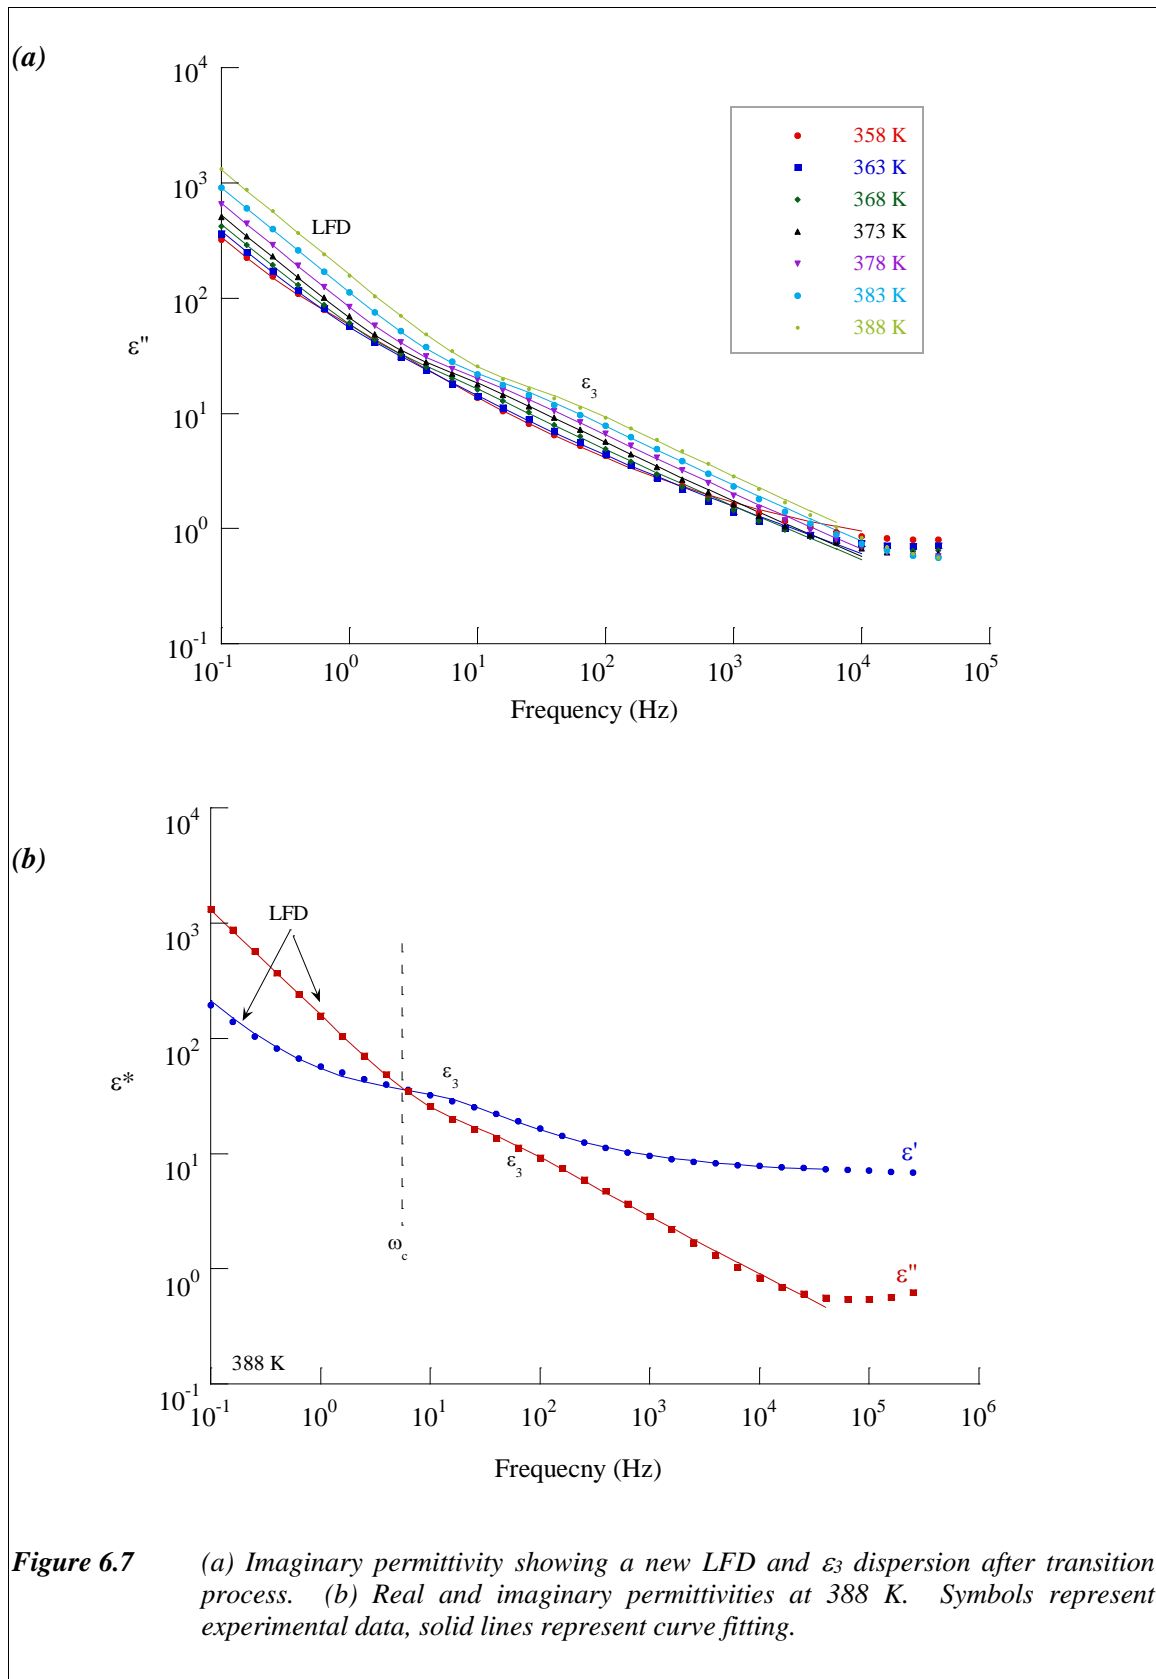 (a)
10^4
10^3
10^2
10^1
10^0
10^-1
ε"
LFD
ε_3
358 K
363 K
368 K
373 K
378 K
383 K
388 K
10^-1 10^0 10^1 10^2 10^3 10^4 10^5
Frequency (Hz)
(b)
10^4
10^3
10^2
10^1
10^0
10^-1
ε*
LFD
ε_3
ε_3
ω_c
ε'
ε"
388 K
10^-1 10^0 10^1 10^2 10^3 10^4 10^5 10^6
Frequecny (Hz)
Figure 6.7 (a) Imaginary permittivity showing a new LFD and ε3 dispersion after transition
process. (b) Real and imaginary permittivities at 388 K. Symbols represent
experimental data, solid lines represent curve fitting.